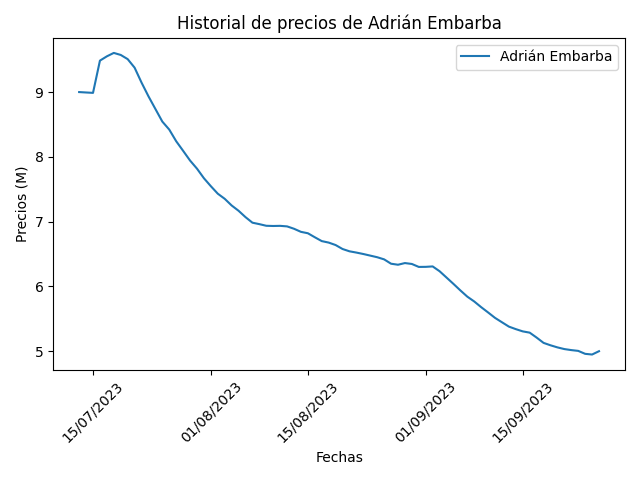 Historial de precios de Adrián Embarba
Adrián Embarba
Precios (M)
9
8
7
6
5
15/07/2023
01/08/2023
15/08/2023
01/09/2023
15/09/2023
Fechas